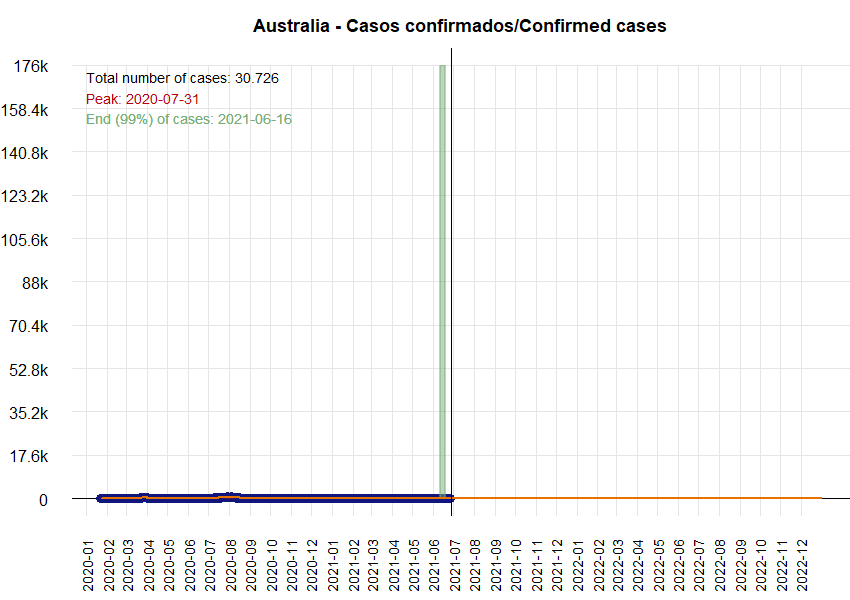 Australia - Casos confirmados/Confirmed cases
Total number of cases: 30.726
Peak: 2020-07-31
End (99%) of cases: 2021-06-16
176k
158.4k
140.8k
123.2k
105.6k
88k
70.4k
52.8k
35.2k
17.6k
0
2020-01
2020-02
2020-03
2020-04
2020-05
2020-06
2020-07
2020-08
2020-09
2020-10
2020-11
2020-12
2021-01
2021-02
2021-03
2021-04
2021-05
2021-06
2021-07
2021-08
2021-09
2021-10
2021-11
2021-12
2022-01
2022-02
2022-03
2022-04
2022-05
2022-06
2022-07
2022-08
2022-09
2022-10
2022-11
2022-12